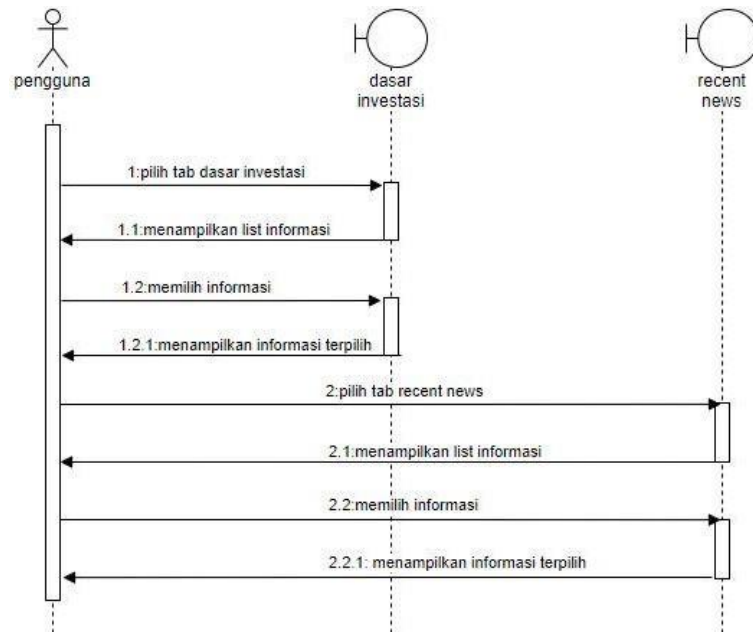 pengguna
dasar
investasi
recent
news
1:pilih tab dasar investasi
1.1:menampilkan list informasi
1.2:memilih informasi
1.2.1:menampilkan informasi terpilih
2:pilih tab recent news
2.1:menampilkan list informasi
2.2:memilih informasi
2.2.1: menampilkan informasi terpilih